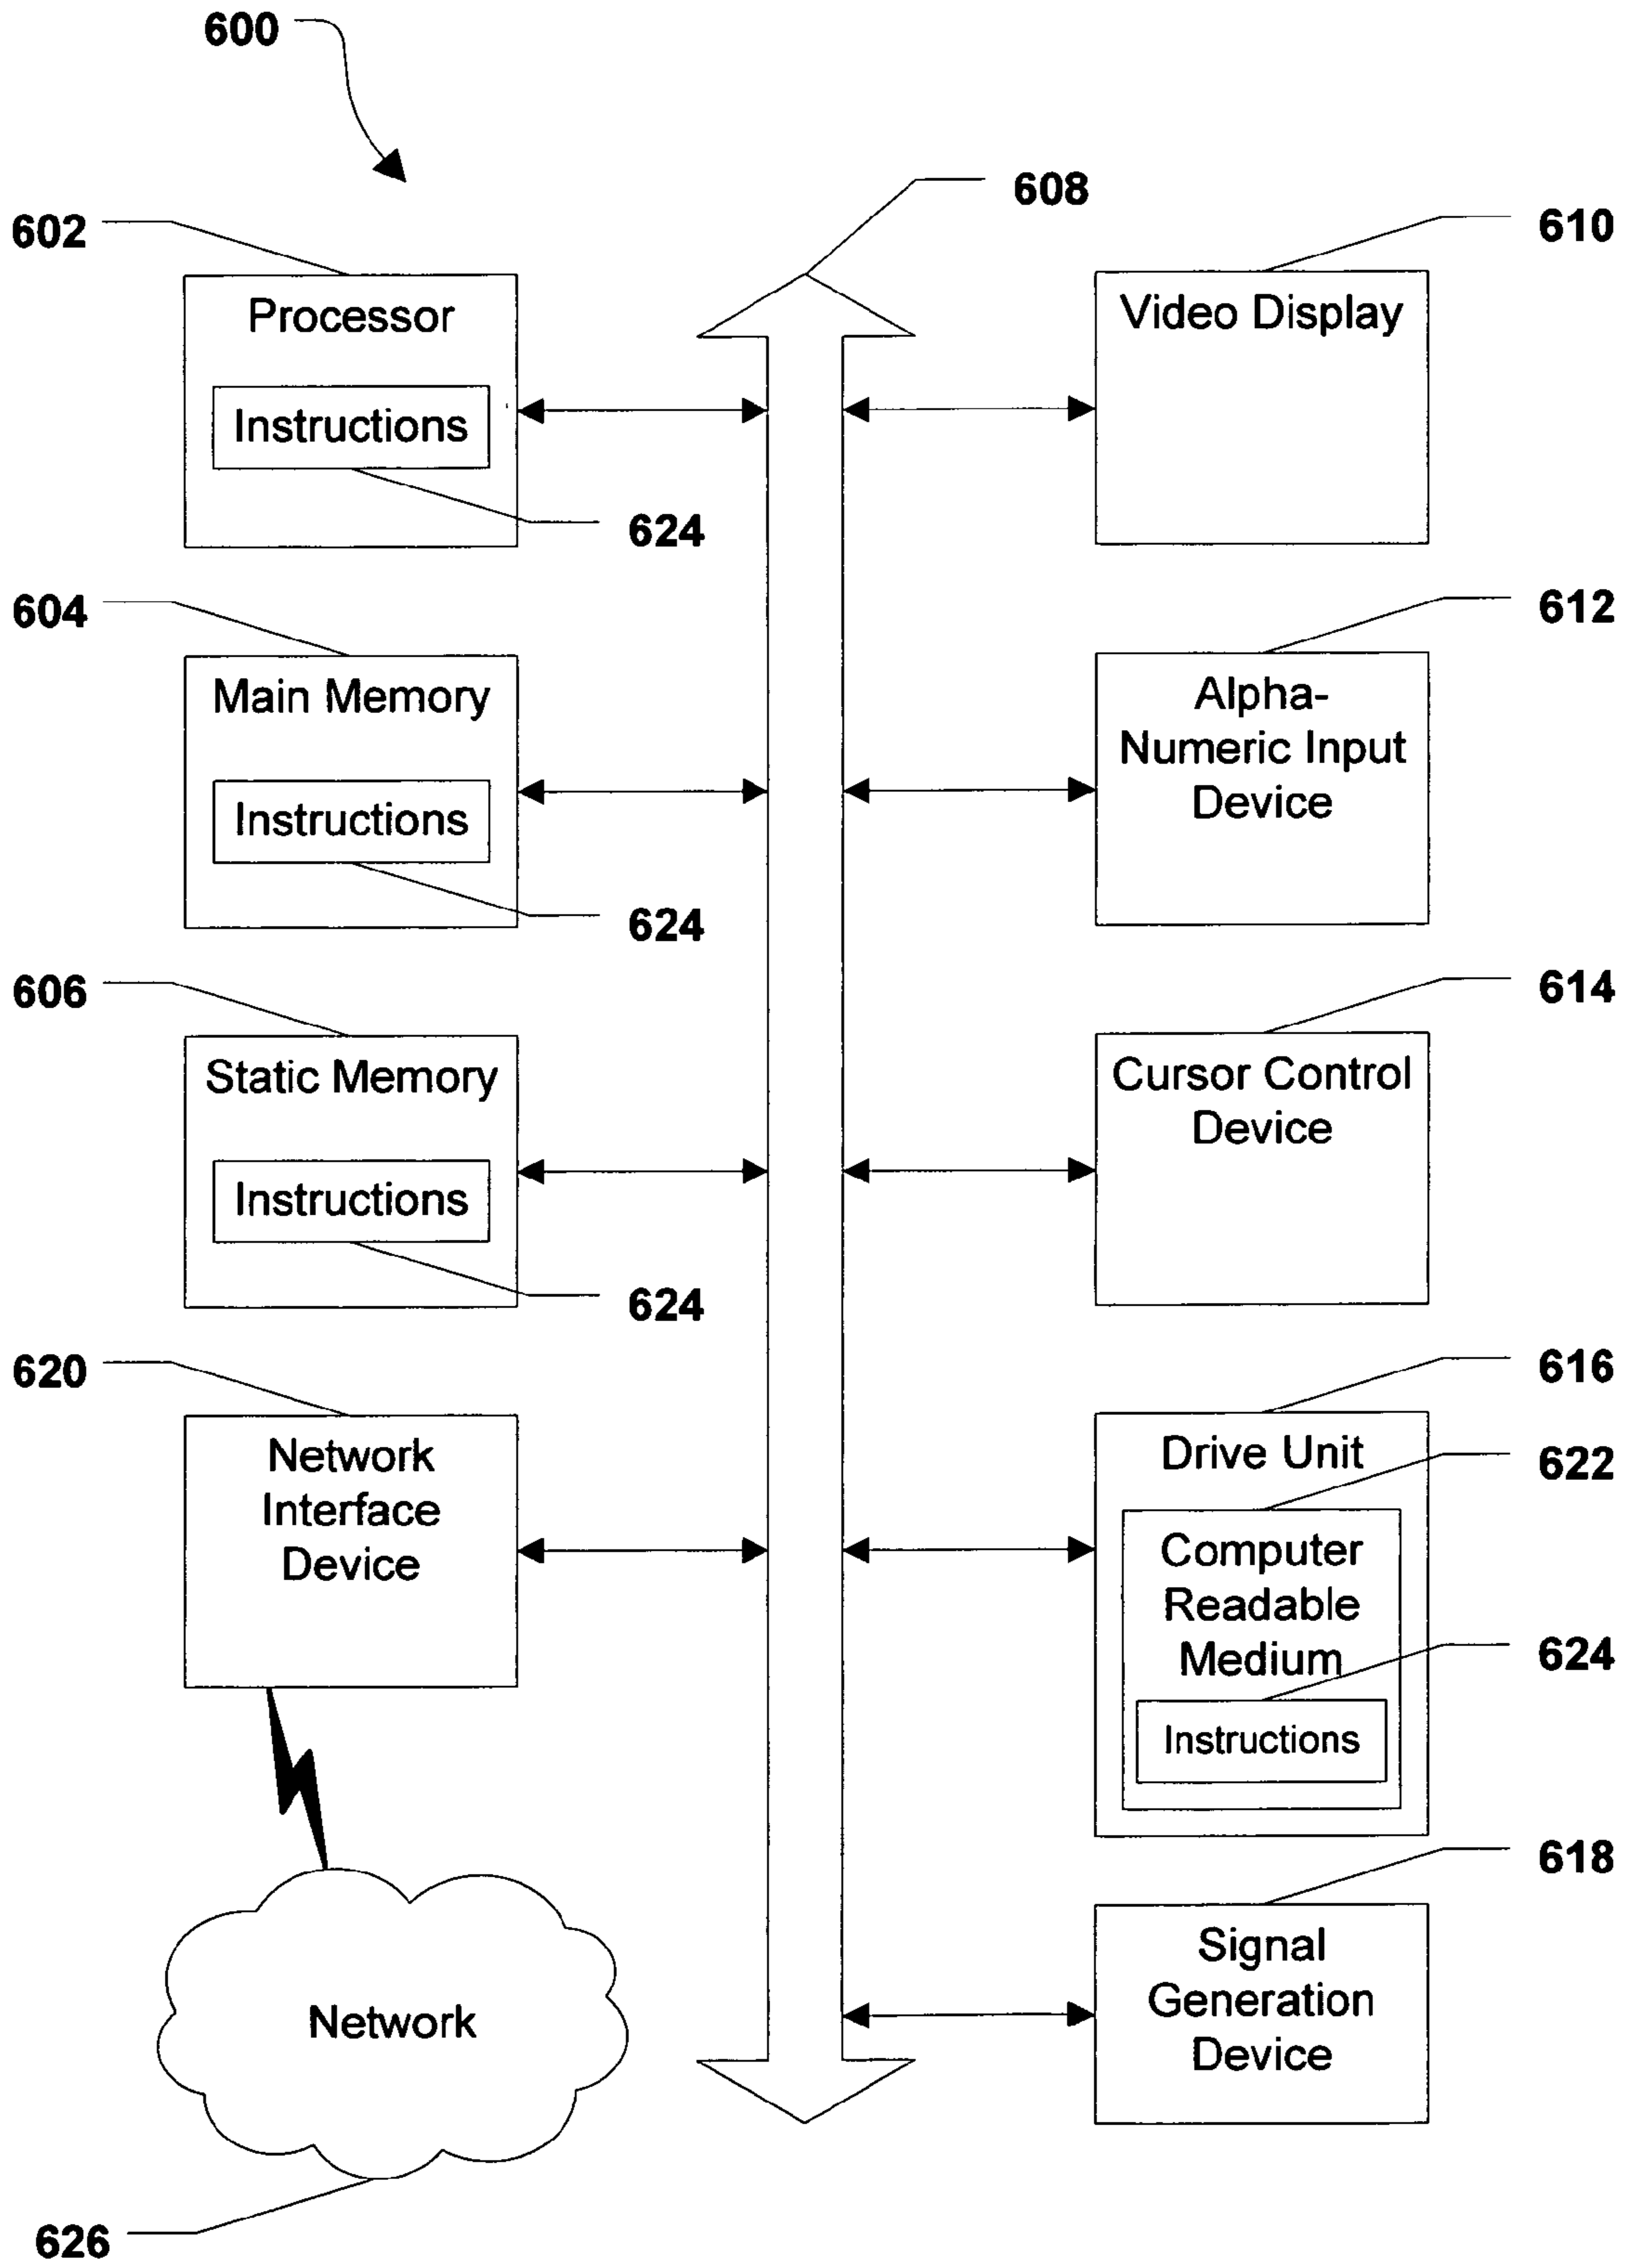 600
608
602
610
Processor
Video Display
Instructions
624
604
612
Main Memory
Alpha-
Numeric Input
Device
Instructions
624
606
614
Static Memory
Cursor Control
Device
Instructions
624
620
616
Network
Interface
Device
Drive Unit
622
Computer
Readable
Medium
624
Instructions
618
Signal
Generation
Device
Network
626